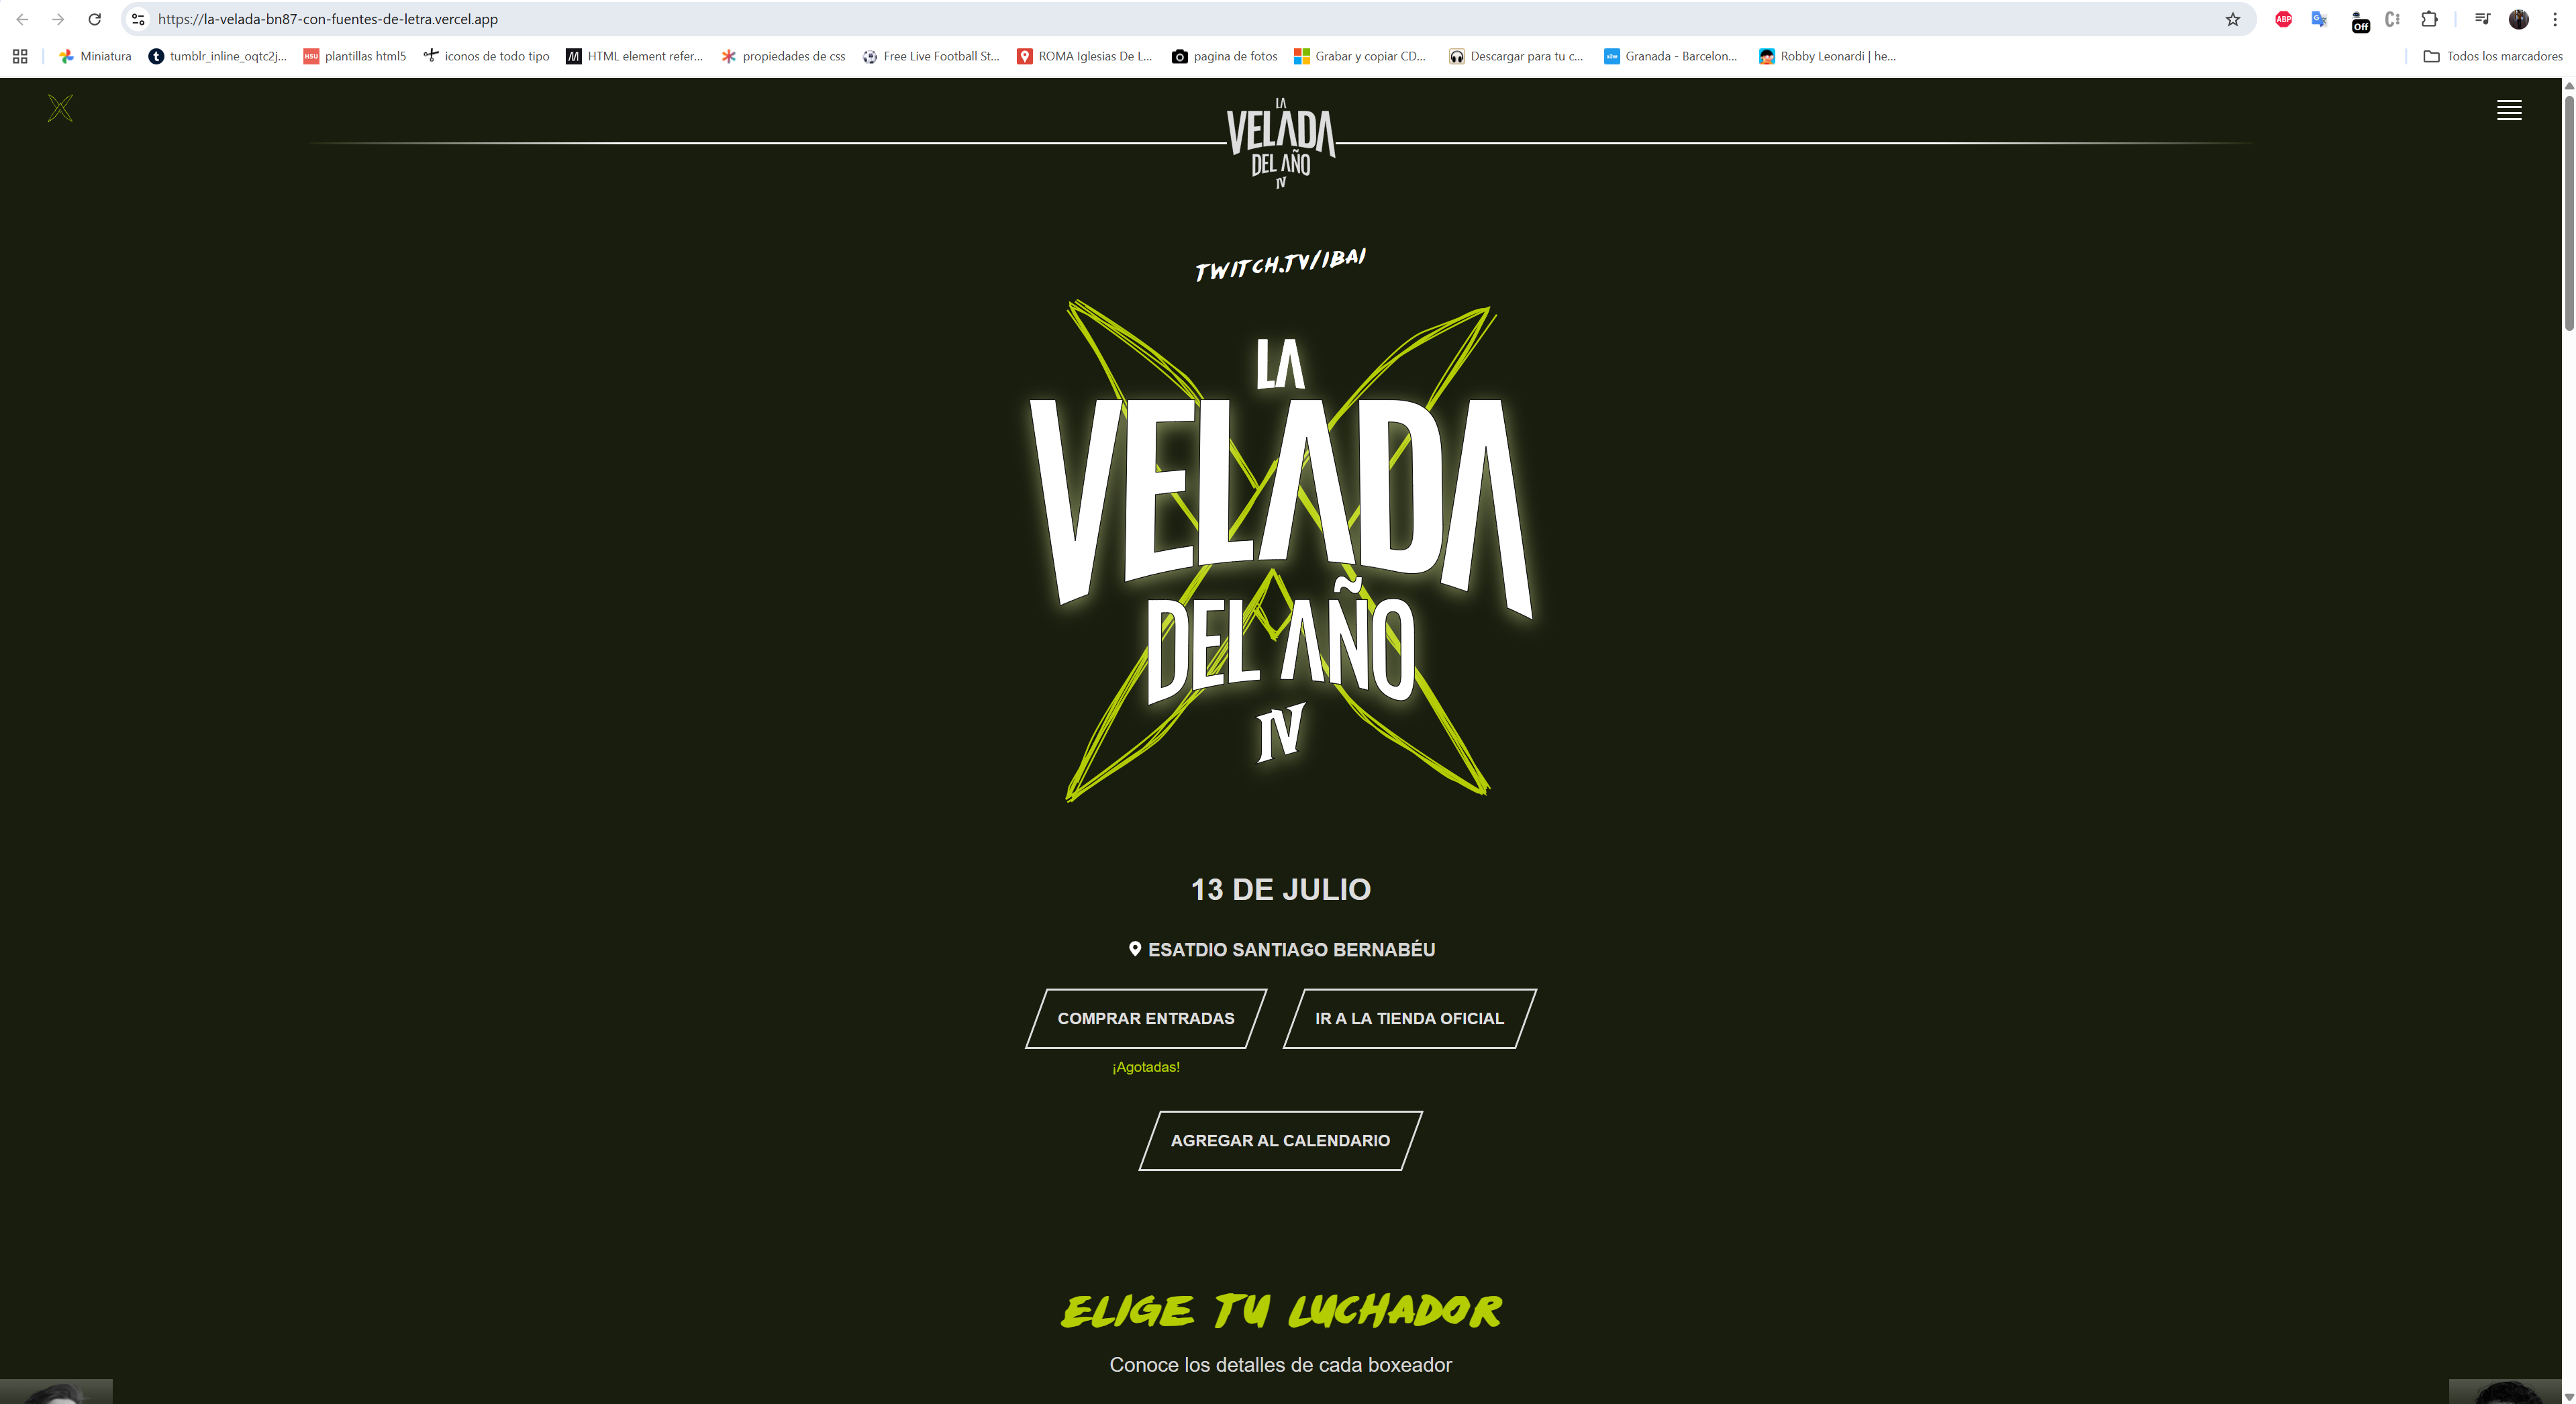 https://la-velada-bn87-con-fuentes-de-letra.vercel.app
ABP
G
Off
Miniatura
t
tumblr_inline_oqtc2j...
HSU
plantillas html5
iconos de todo tipo
M
HTML element refer...
propiedades de css
Free Live Football St...
ROMA Iglesias De L...
pagina de fotos
Grabar y copiar CD...
Descargar para tu c...
Granada - Barcelon...
Robby Leonardi | he...
Todos los marcadores
LA
VELADA
DEL AÑO
IV
TWITCH.TV/IBAI
LA
VELADA
DEL AÑO
IV
13 DE JULIO
ESATDIO SANTIAGO BERNABÉU
COMPRAR ENTRADAS
IR A LA TIENDA OFICIAL
¡Agotadas!
AGREGAR AL CALENDARIO
ELIGE TU LUCHADOR
Conoce los detalles de cada boxeador